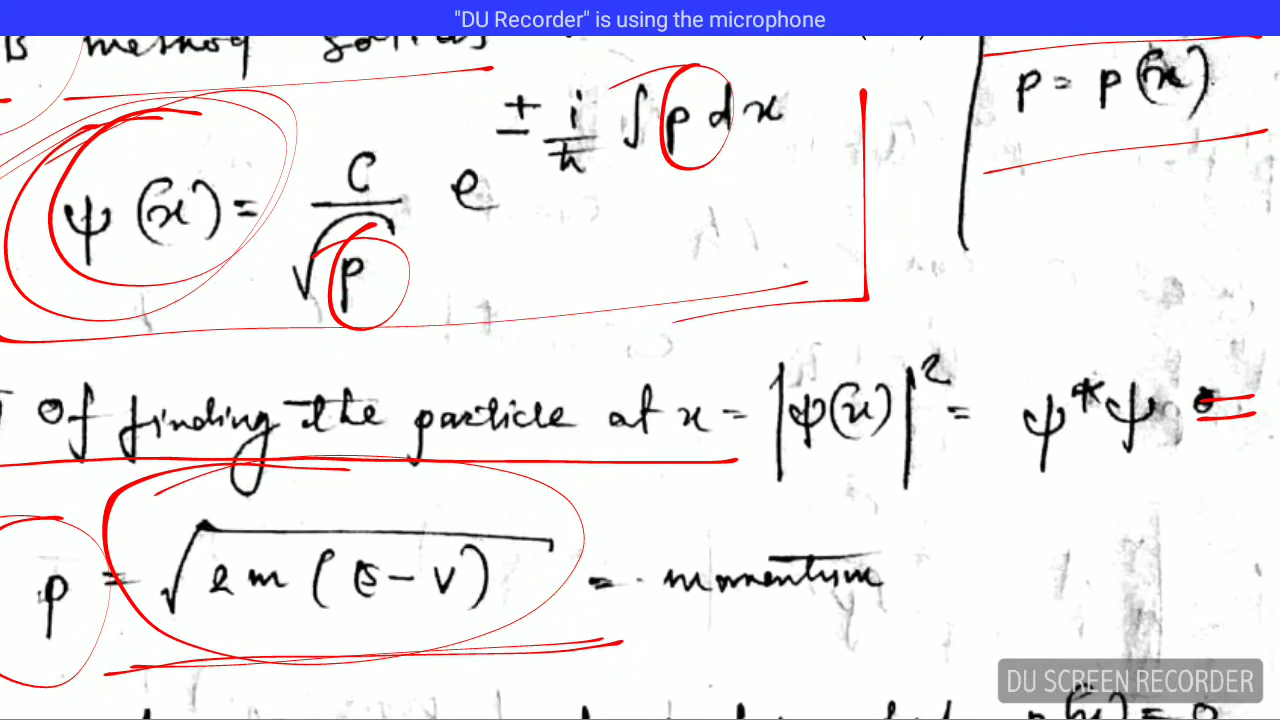 "DU Recorder" is using the microphone
method
p = p(x)
ψ(x) = C/√p e^{± i/ħ ∫ p dx}
of finding the particle at x = |ψ(x)|² = ψ*ψ
p = √2m(E-V) = momentum
DU SCREEN RECORDER